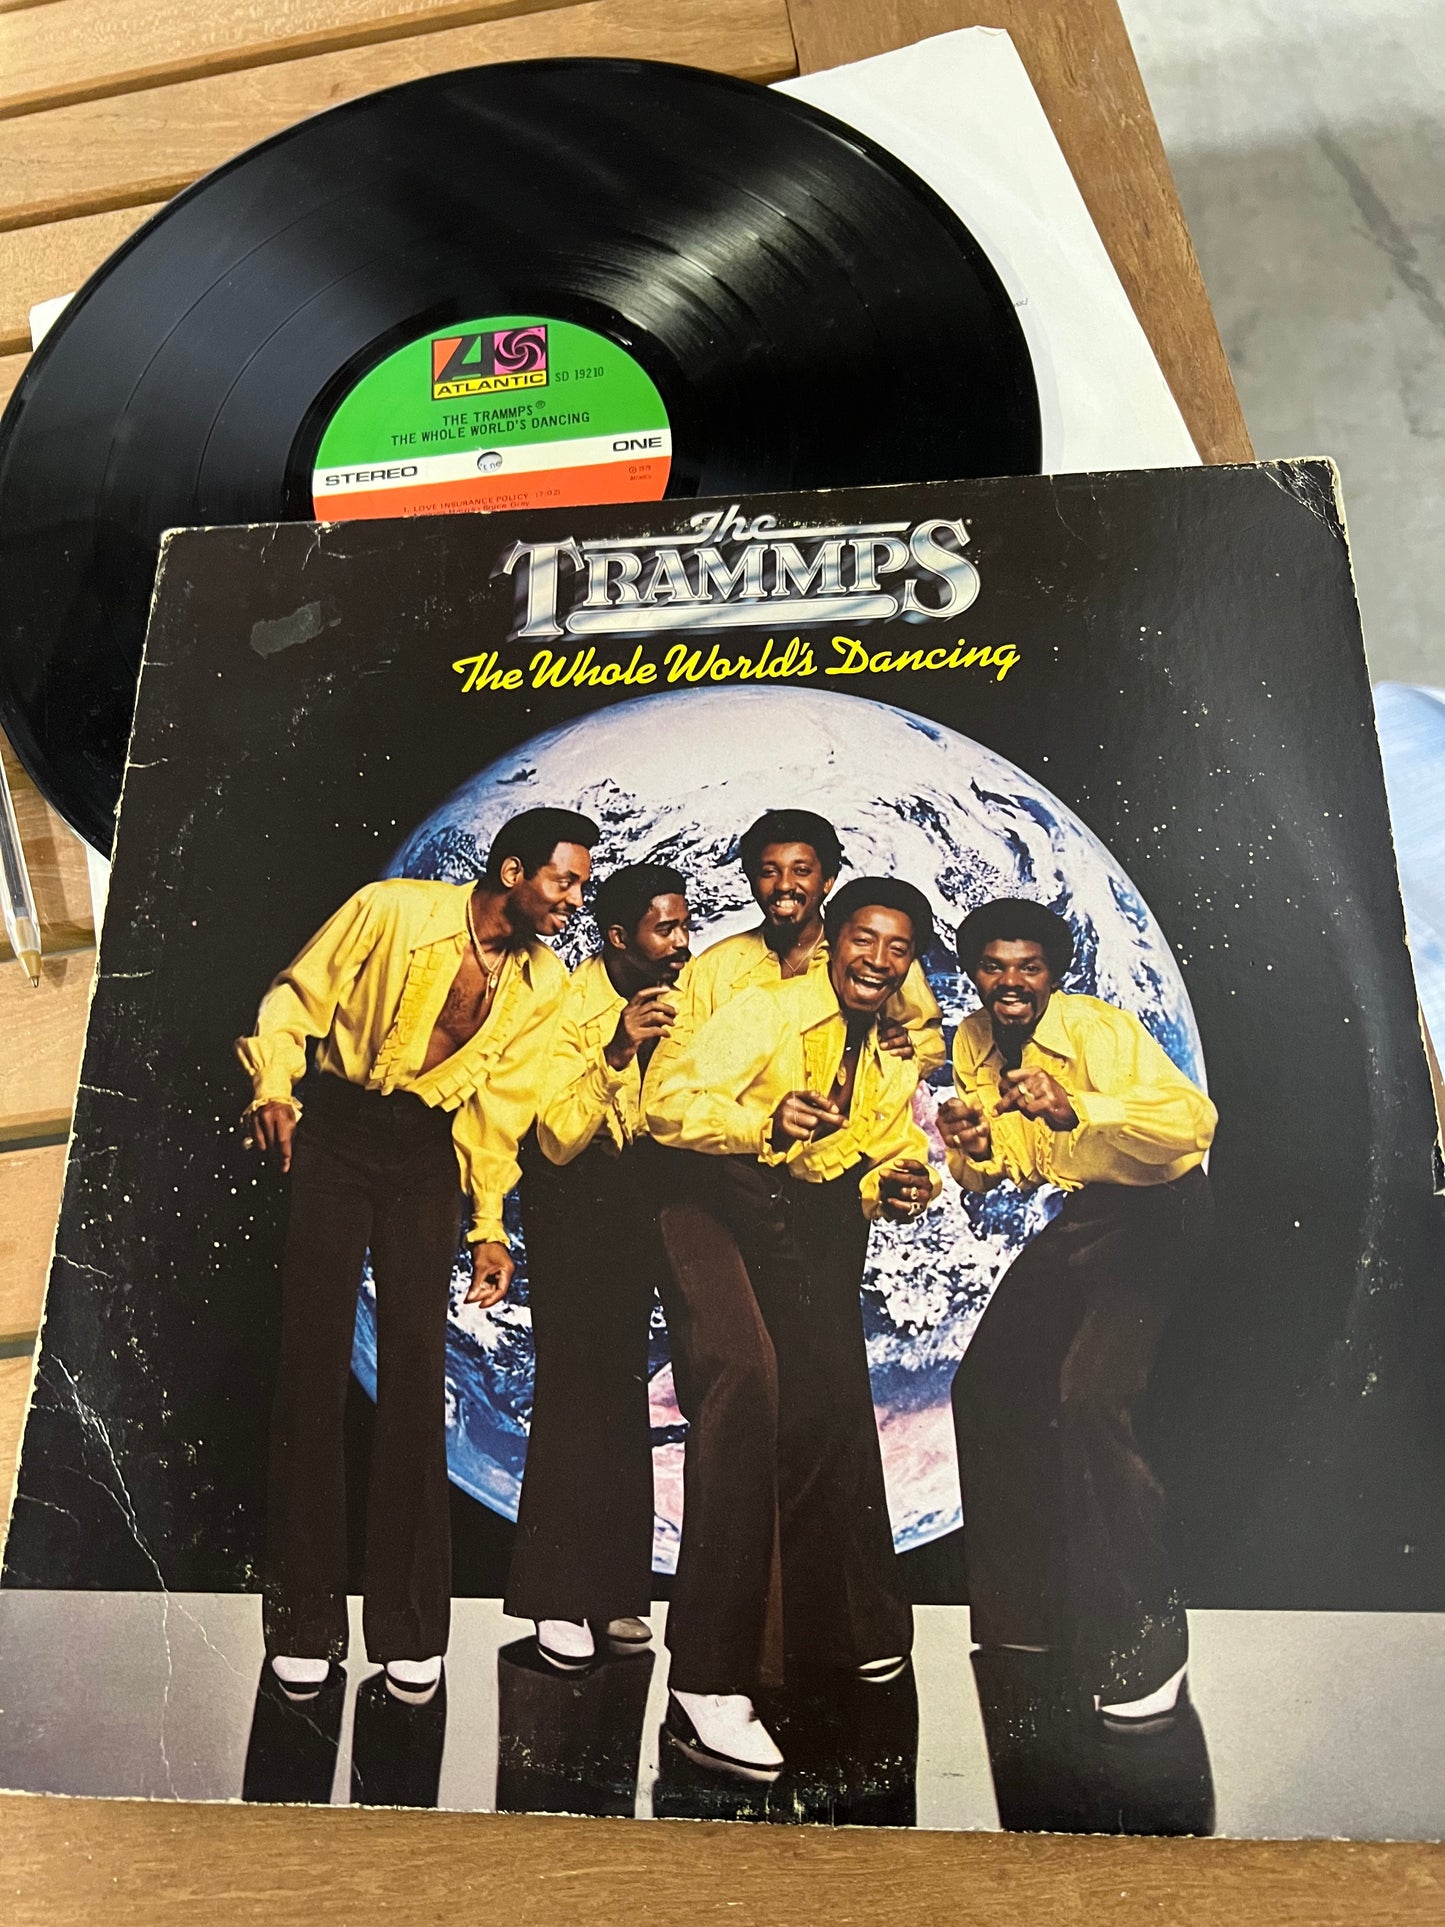 ATLANTIC
SD 19210
THE TRAMMPS®
THE WHOLE WORLD'S DANCING
STEREO
ONE
℗ 1979
1. LOVE INSURANCE POLICY (7:02)
The
TRAMMPS
The Whole World's Dancing